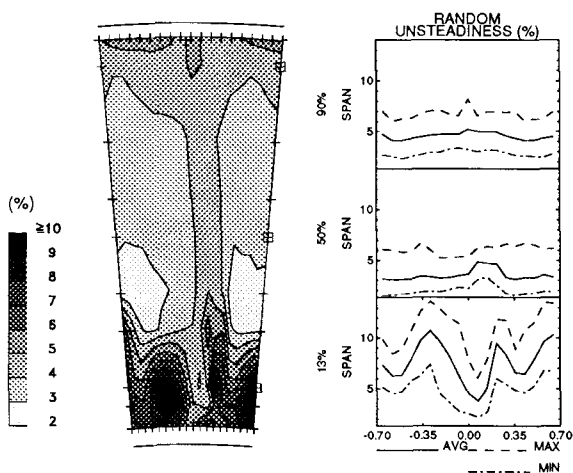 RANDOM
UNSTEADINESS (%)
(%)
≧10
9
8
7
6
5
4
3
2
90%
SPAN
10
5
50%
SPAN
10
5
13%
SPAN
10
5
-0.70 -0.35 0.00 0.35 0.70
AVG MAX
MIN